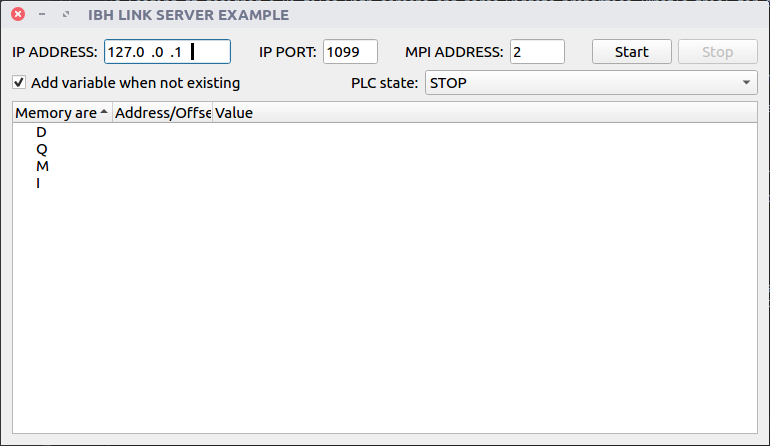 IBH LINK SERVER EXAMPLE
IP ADDRESS: 127.0 .0 .1 IP PORT: 1099 MPI ADDRESS: 2 Start Stop
Add variable when not existing PLC state: STOP
Memory are Address/Offse Value
D
Q
M
I